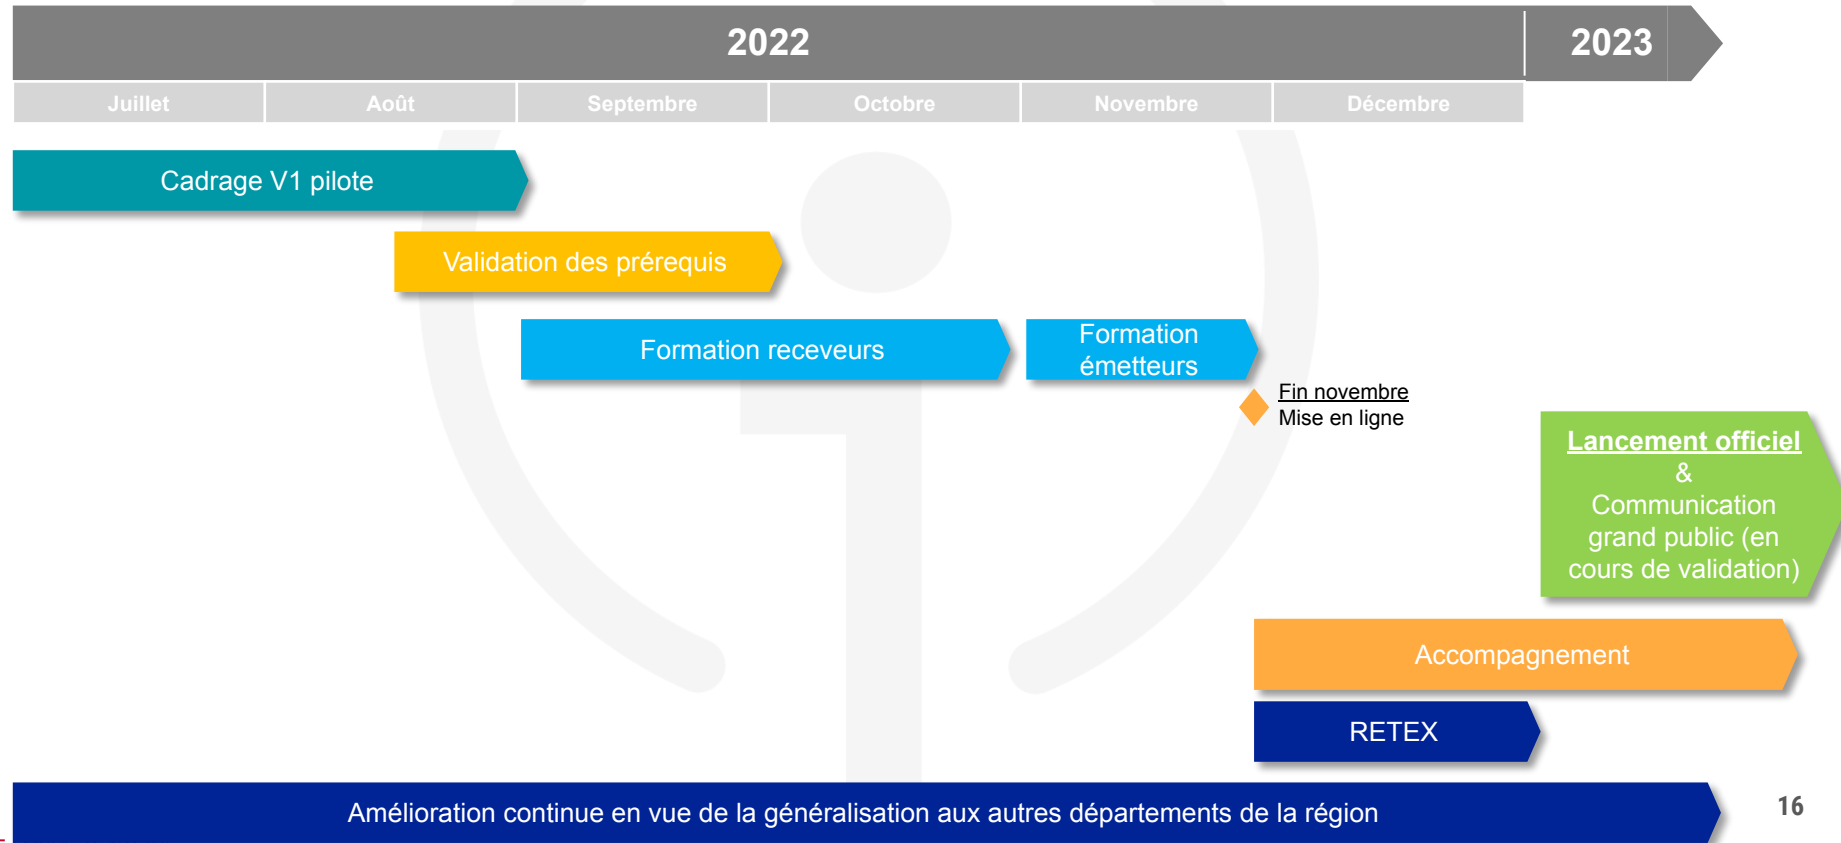 2022
2023
Juillet
Août
Septembre
Octobre
Novembre
Décembre
Cadrage V1 pilote
Validation des prérequis
Formation receveurs
Formation
émetteurs
Fin novembre
Mise en ligne
Lancement officiel
&
Communication
grand public (en
cours de validation)
Accompagnement
RETEX
Amélioration continue en vue de la généralisation aux autres départements de la région
16